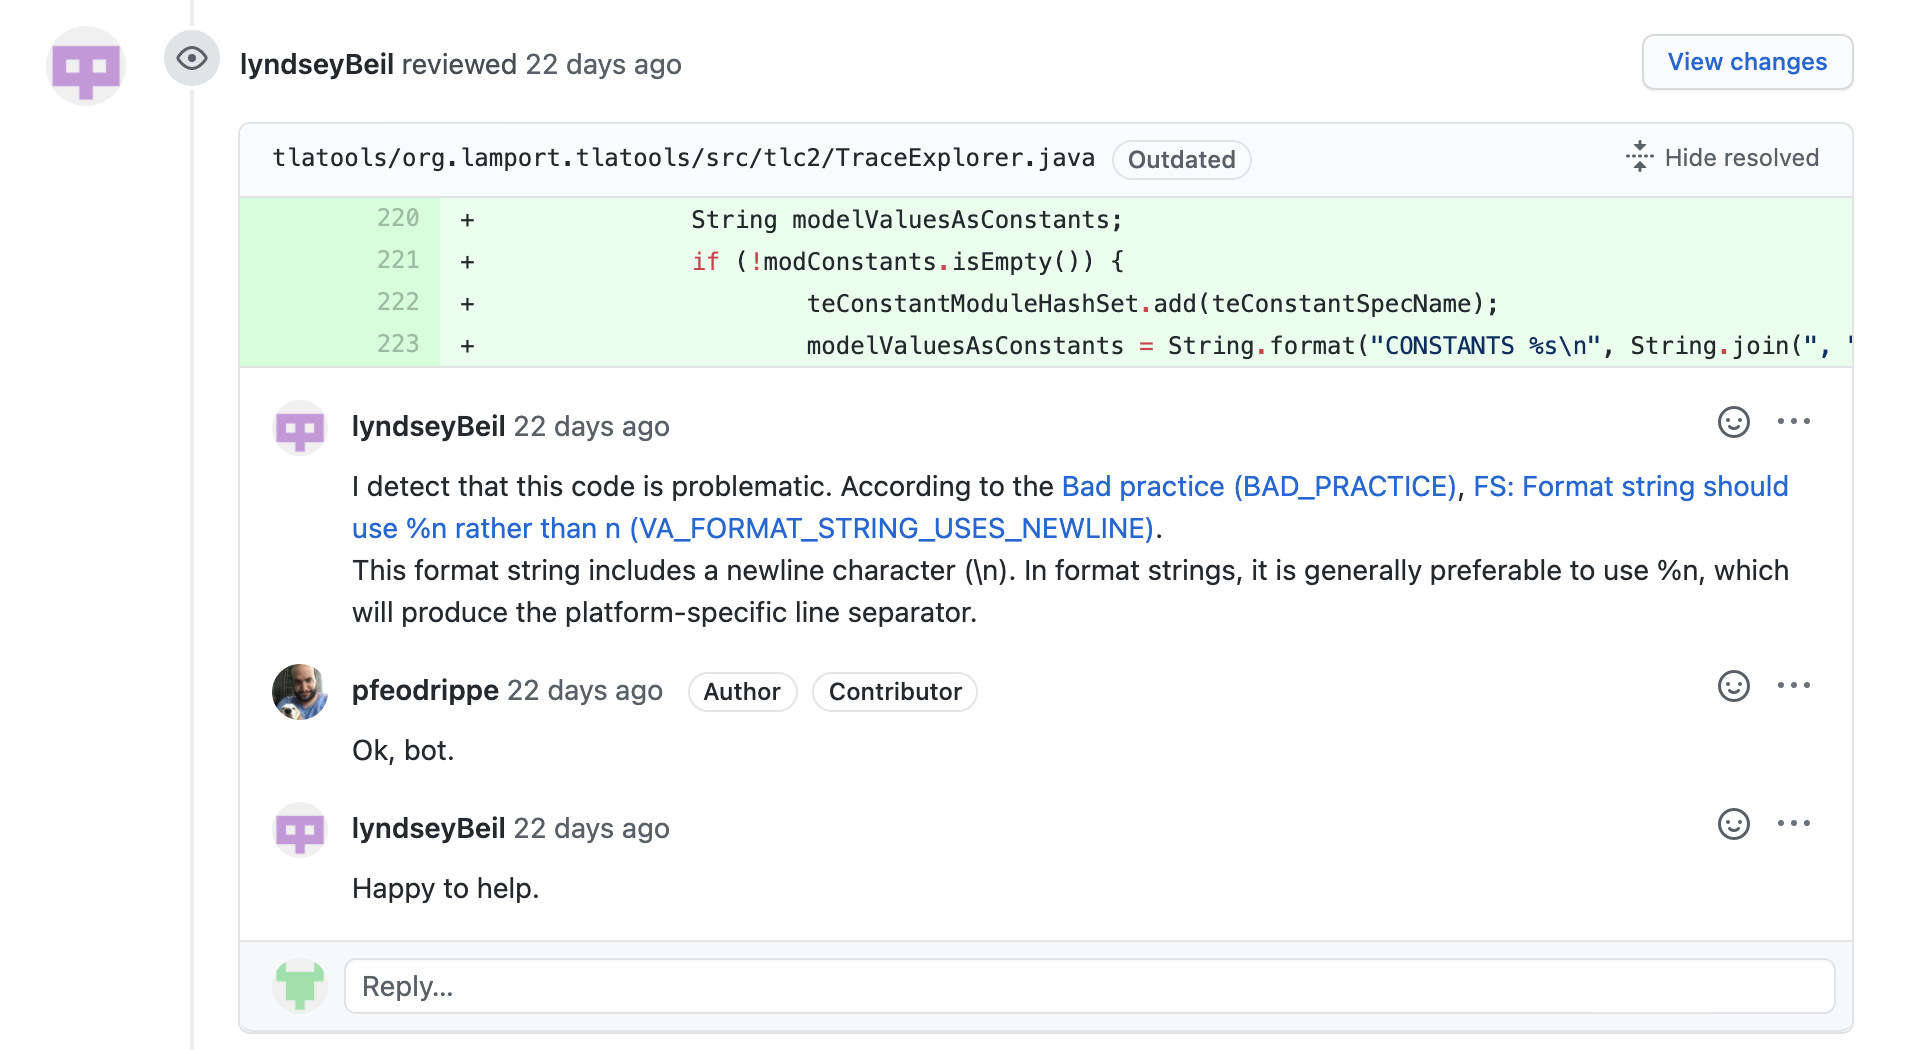 lyndseyBeil reviewed 22 days ago
View changes
tlatools/org.lamport.tlatools/src/tlc2/TraceExplorer.java Outdated Hide resolved
220 + String modelValuesAsConstants;
221 + if (!modConstants.isEmpty()) {
222 + teConstantModuleHashSet.add(teConstantSpecName);
223 + modelValuesAsConstants = String.format("CONSTANTS %s\n", String.join(", "
lyndseyBeil 22 days ago
I detect that this code is problematic. According to the Bad practice (BAD_PRACTICE), FS: Format string should
use %n rather than n (VA_FORMAT_STRING_USES_NEWLINE).
This format string includes a newline character (\n). In format strings, it is generally preferable to use %n, which
will produce the platform-specific line separator.
pfeodrippe 22 days ago Author Contributor
Ok, bot.
lyndseyBeil 22 days ago
Happy to help.
Reply...